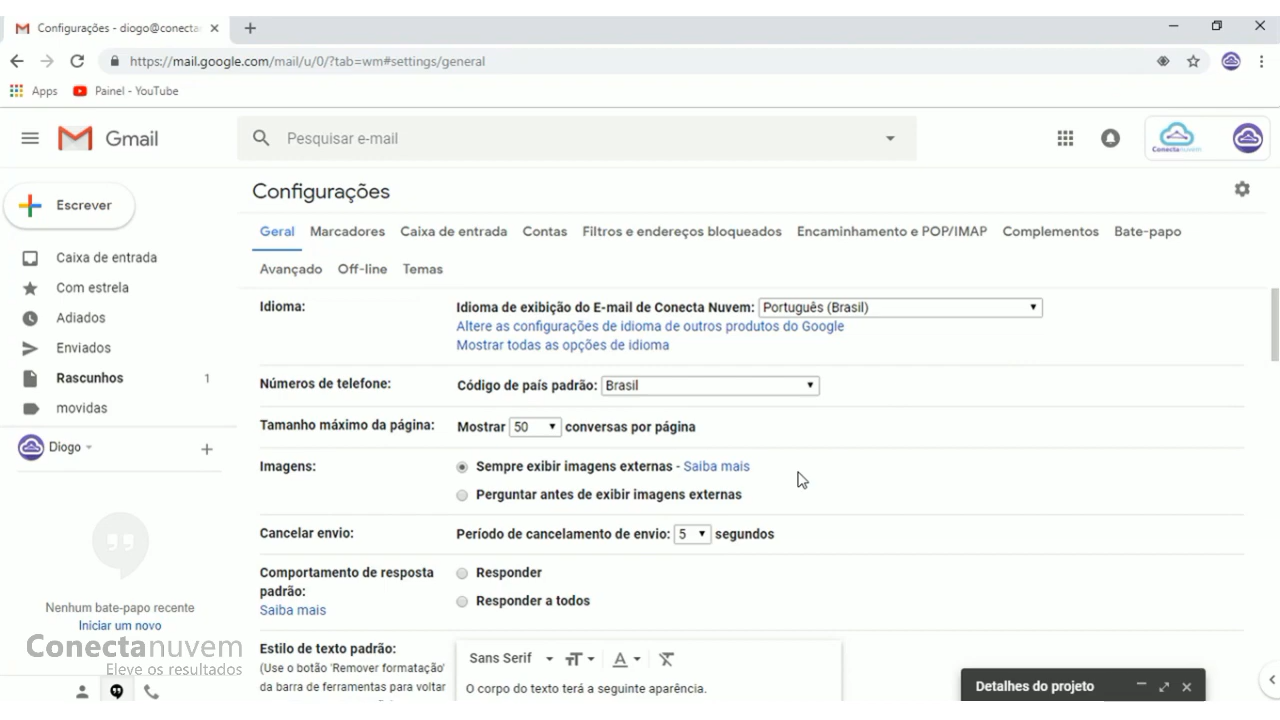 Configurações - diogo@conecta
https://mail.google.com/mail/u/0/?tab=wm#settings/general
Apps
Painel - YouTube
Gmail
Pesquisar e-mail
Conectanuvem
Escrever
Configurações
Geral Marcadores Caixa de entrada Contas Filtros e endereços bloqueados Encaminhamento e POP/IMAP Complementos Bate-papo
Avançado Off-line Temas
Caixa de entrada
Com estrela
Adiados
Enviados
Rascunhos 1
movidas
Diogo
Nenhum bate-papo recente
Iniciar um novo
Conectanuvem
Eleve os resultados
Idioma:
Idioma de exibição do E-mail de Conecta Nuvem: Português (Brasil)
Altere as configurações de idioma de outros produtos do Google
Mostrar todas as opções de idioma
Números de telefone:
Código de país padrão: Brasil
Tamanho máximo da página:
Mostrar 50 conversas por página
Imagens:
Sempre exibir imagens externas - Saiba mais
Perguntar antes de exibir imagens externas
Cancelar envio:
Período de cancelamento de envio: 5 segundos
Comportamento de resposta
padrão:
Saiba mais
Responder
Responder a todos
Estilo de texto padrão:
(Use o botão 'Remover formatação'
da barra de ferramentas para voltar
Sans Serif
O corpo do texto terá a seguinte aparência.
Detalhes do projeto